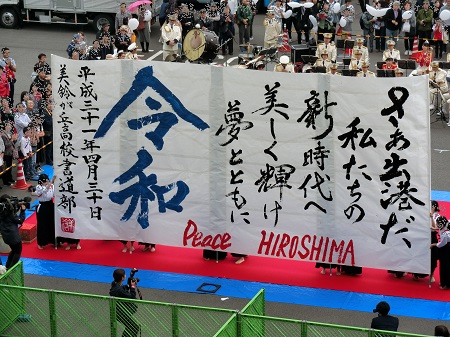 さあ出港だ、
私たちの
新時代へ
美しく輝け
夢とともに
令和
平成三十一年四月三十日
美鈴が丘高校書道部
Peace HIROSHIMA